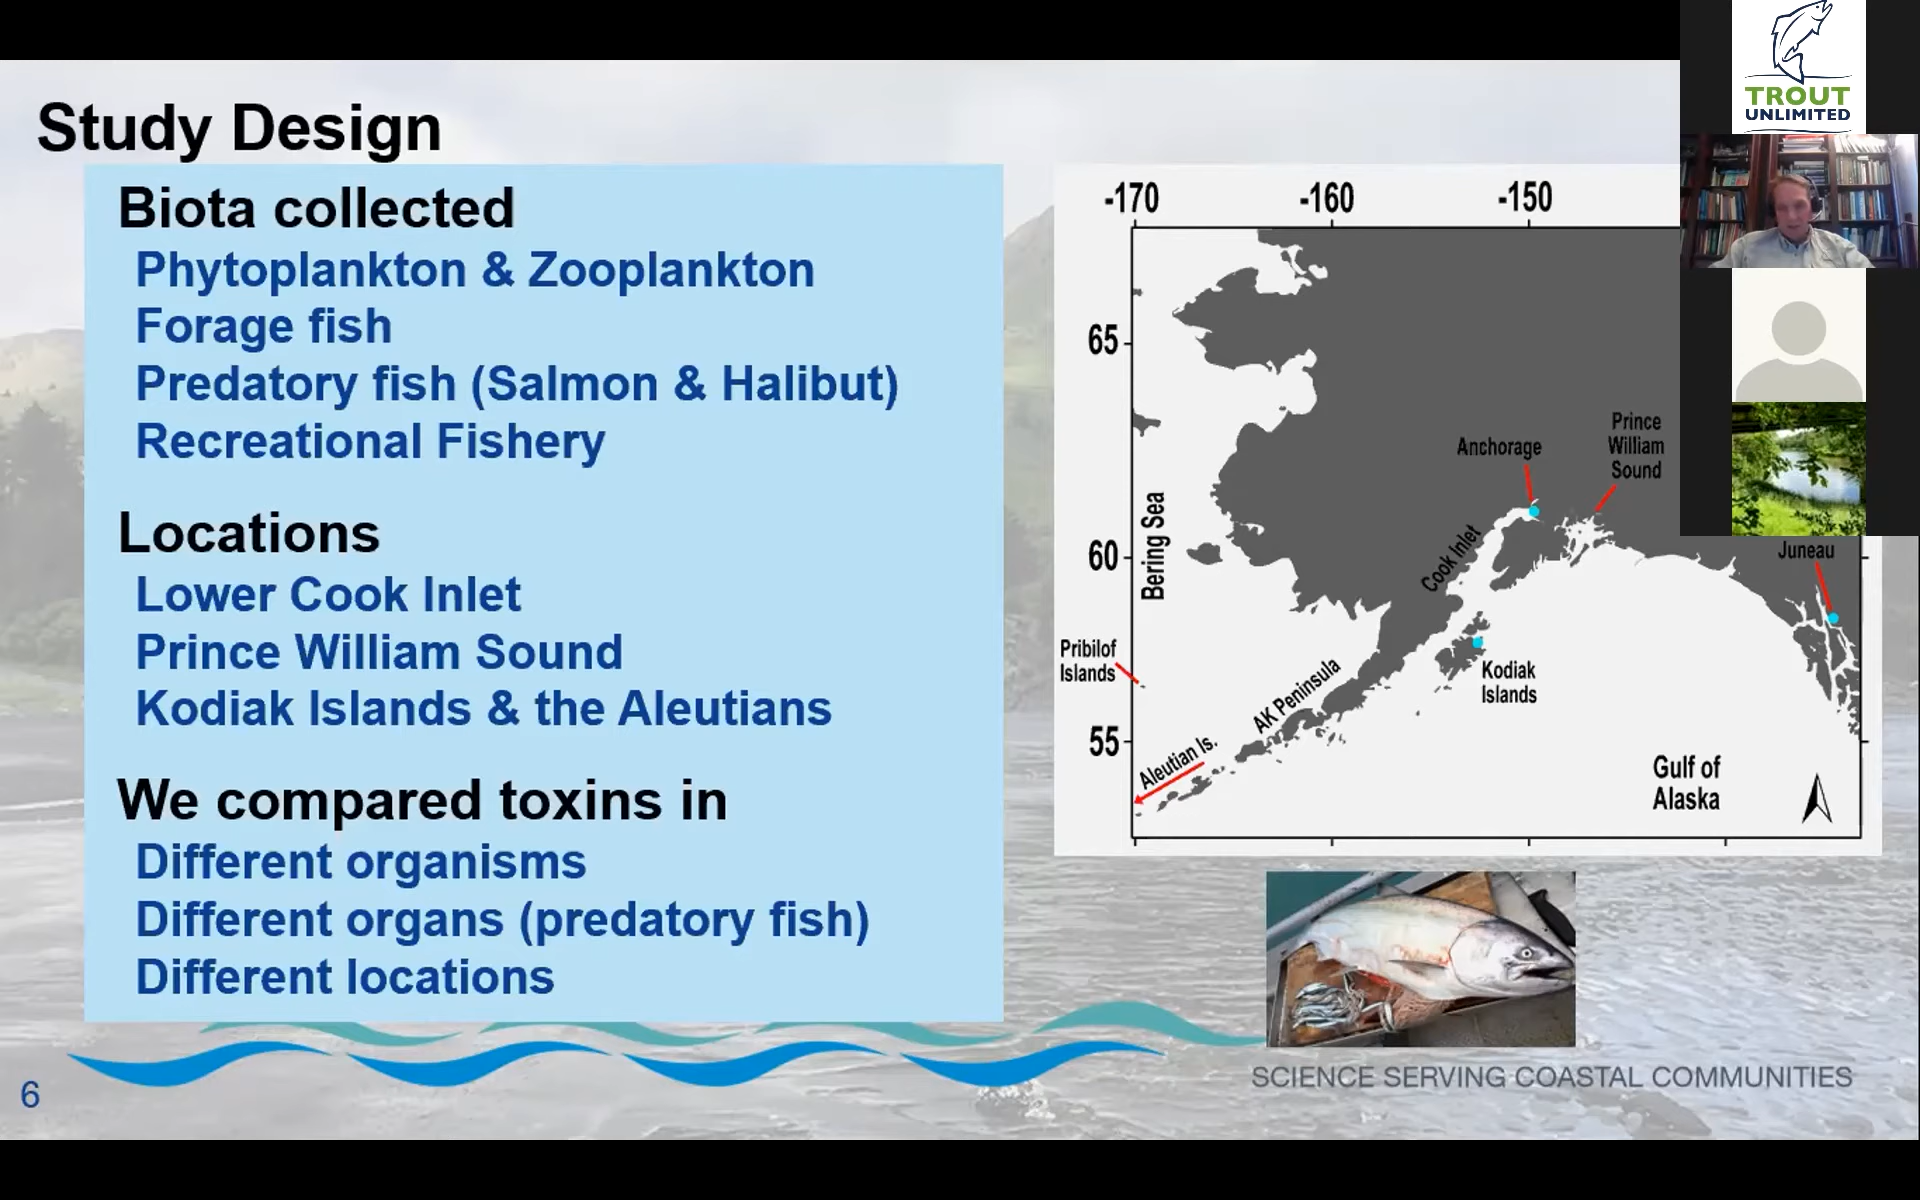 Study Design
Biota collected
Phytoplankton & Zooplankton
Forage fish
Predatory fish (Salmon & Halibut)
Recreational Fishery
Locations
Lower Cook Inlet
Prince William Sound
Kodiak Islands & the Aleutians
We compared toxins in
Different organisms
Different organs (predatory fish)
Different locations
6
-170
-160
-150
65
60
55
Bering Sea
Anchorage
Prince
William
Sound
Cook Inlet
Juneau
Pribilof
Islands
Kodiak
Islands
AK Peninsula
Aleutian Is.
Gulf of
Alaska
SCIENCE SERVING COASTAL COMMUNITIES
TROUT
UNLIMITED